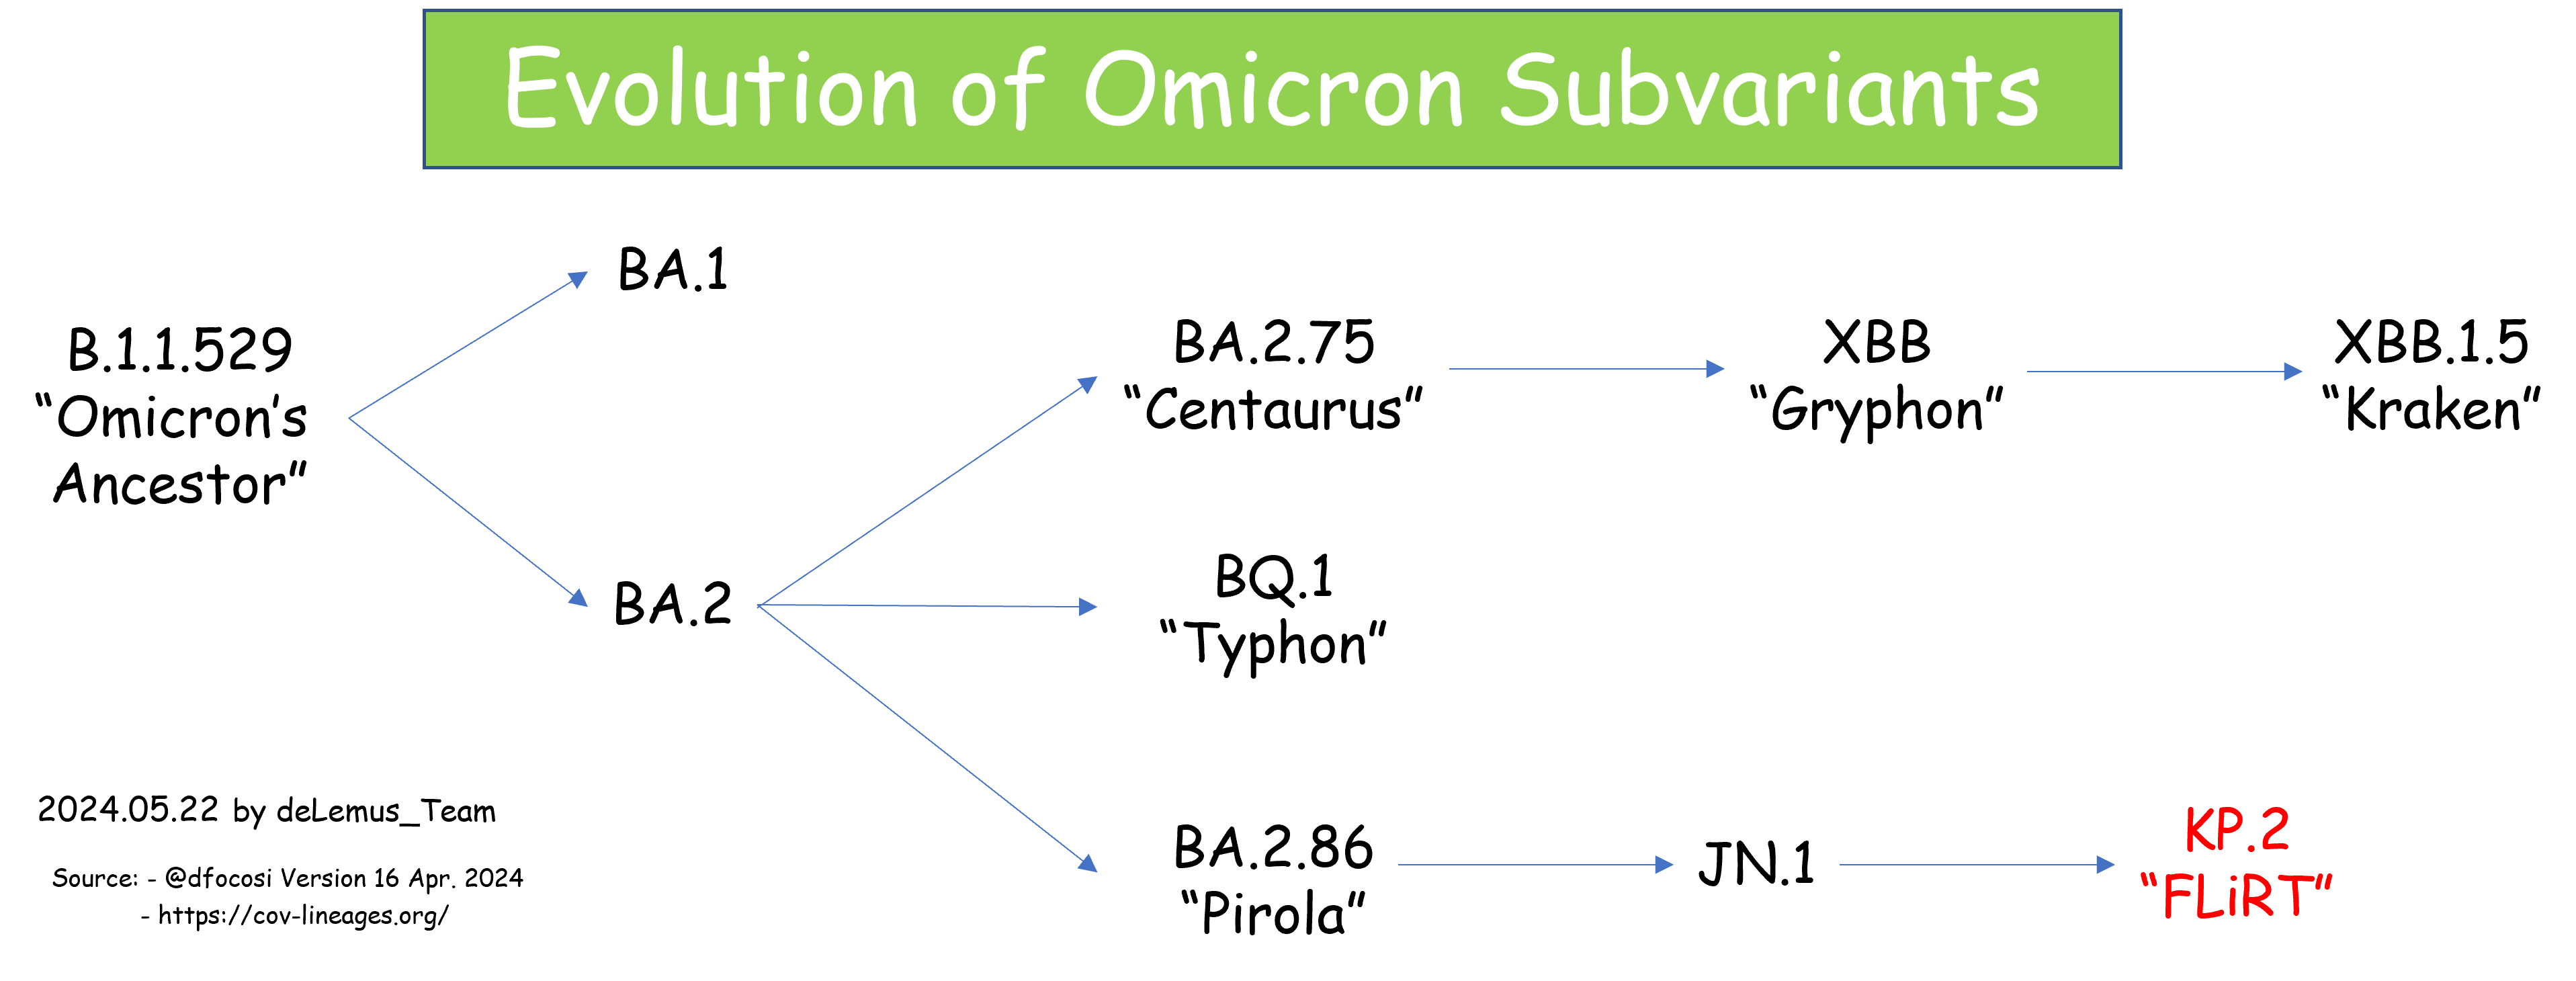 Evolution of Omicron Subvariants
BA.1
B.1.1.529
“Omicron’s
Ancestor”
BA.2
BA.2.75
“Centaurus”
XBB
“Gryphon”
XBB.1.5
“Kraken”
BQ.1
“Typhon”
BA.2.86
“Pirola”
JN.1
KP.2
“FLiRT”
2024.05.22 by deLemus_Team
Source: - @dfocosi Version 16 Apr. 2024
- https://cov-lineages.org/